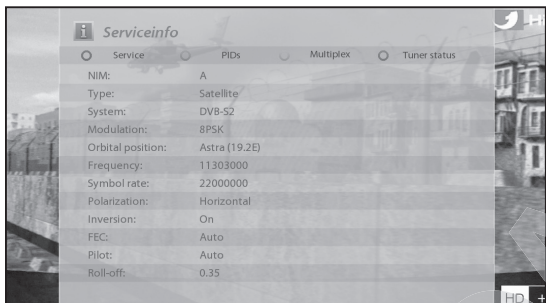 Serviceinfo
Service PIDs Multiplex Tuner status
NIM: A
Type: Satellite
System: DVB-S2
Modulation: 8PSK
Orbital position: Astra (19.2E)
Frequency: 11303000
Symbol rate: 22000000
Polarization: Horizontal
Inversion: On
FEC: Auto
Pilot: Auto
Roll-off: 0.35
HD +